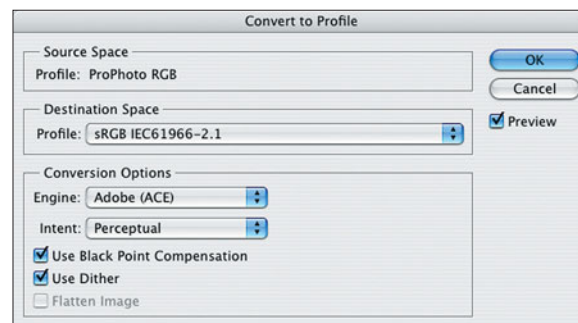 Convert to Profile
Source Space
Profile: ProPhoto RGB
Destination Space
Profile: sRGB IEC61966-2.1
Conversion Options
Engine: Adobe (ACE)
Intent: Perceptual
Use Black Point Compensation
Use Dither
Flatten Image
OK
Cancel
Preview